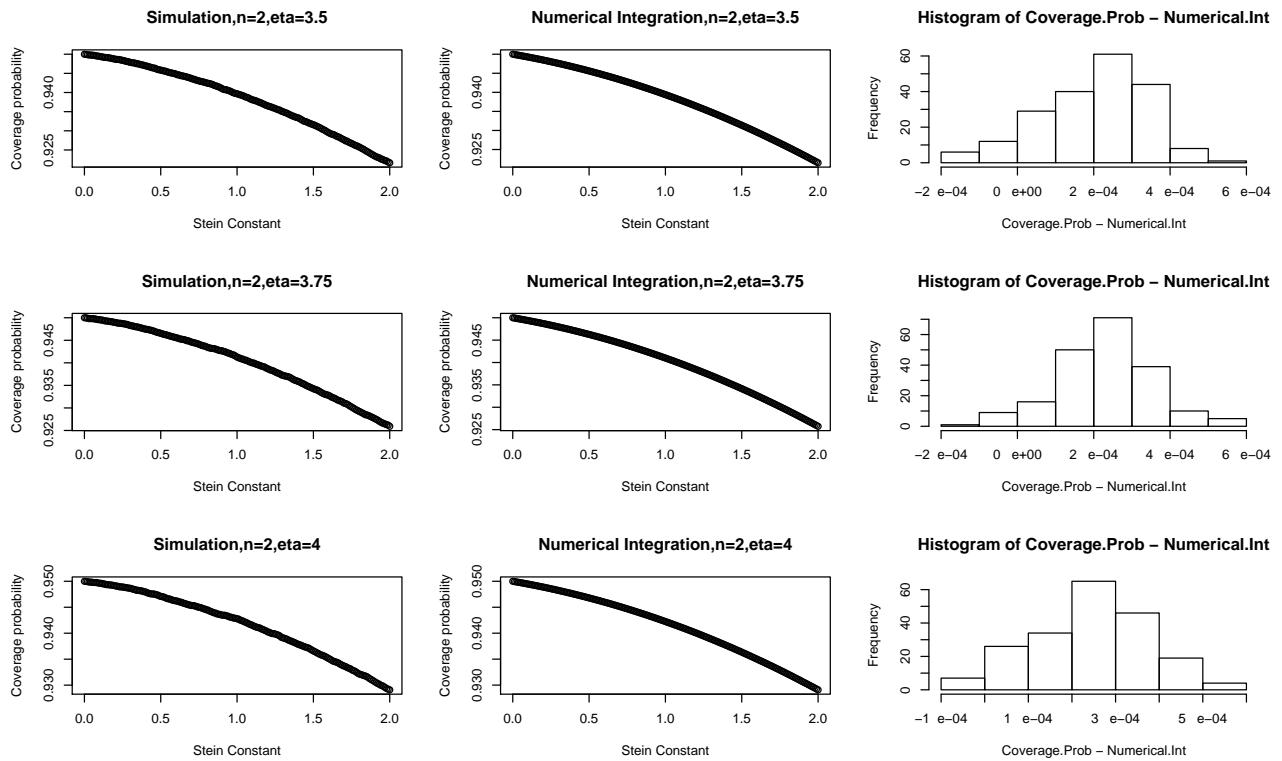 Simulation,n=2,eta=3.5
Coverage probability
0.925 0.940
0.0 0.5 1.0 1.5 2.0
Stein Constant
Numerical Integration,n=2,eta=3.5
Coverage probability
0.925 0.940
0.0 0.5 1.0 1.5 2.0
Stein Constant
Histogram of Coverage.Prob − Numerical.Int
Frequency
0 20 40 60
−2 e−04 0 e+00 2 e−04 4 e−04 6 e−04
Coverage.Prob − Numerical.Int
Simulation,n=2,eta=3.75
Coverage probability
0.925 0.935 0.945
0.0 0.5 1.0 1.5 2.0
Stein Constant
Numerical Integration,n=2,eta=3.75
Coverage probability
0.925 0.935 0.945
0.0 0.5 1.0 1.5 2.0
Stein Constant
Histogram of Coverage.Prob − Numerical.Int
Frequency
0 20 40 60
−2 e−04 0 e+00 2 e−04 4 e−04 6 e−04
Coverage.Prob − Numerical.Int
Simulation,n=2,eta=4
Coverage probability
0.930 0.940 0.950
0.0 0.5 1.0 1.5 2.0
Stein Constant
Numerical Integration,n=2,eta=4
Coverage probability
0.930 0.940 0.950
0.0 0.5 1.0 1.5 2.0
Stein Constant
Histogram of Coverage.Prob − Numerical.Int
Frequency
0 20 40 60
−1 e−04 1 e−04 3 e−04 5 e−04
Coverage.Prob − Numerical.Int